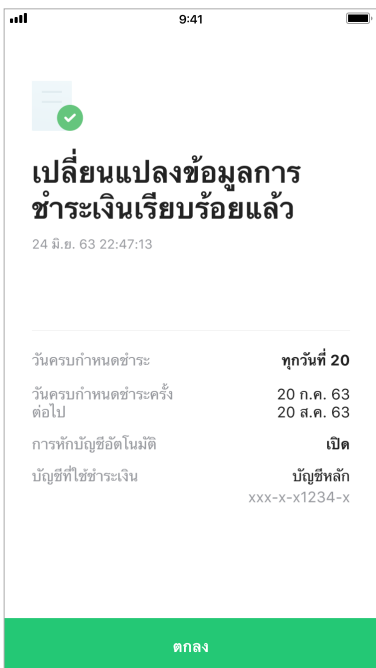 9:41
เปลี่ยนแปลงข้อมูลการ
ชำระเงินเรียบร้อยแล้ว
24 มิ.ย. 63 22:47:13
วันครบกำหนดชำระ ทุกวันที่ 20
วันครบกำหนดชำระครั้ง 20 ก.ค. 63
ต่อไป 20 ส.ค. 63
การหักบัญชีอัตโนมัติ เปิด
บัญชีที่ใช้ชำระเงิน บัญชีหลัก
xxx-x-x1234-x
ตกลง